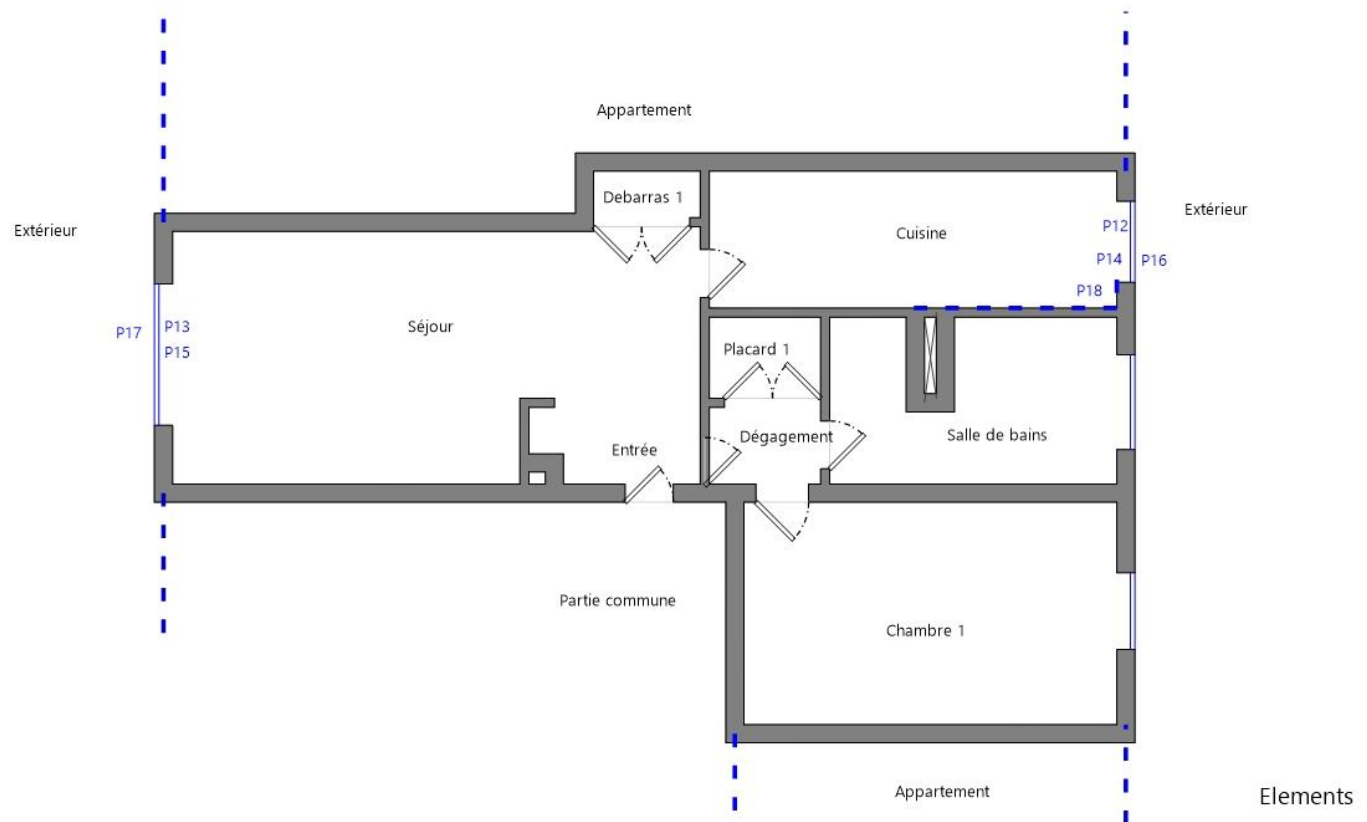 Appartement
Debarras 1
Extérieur
Extérieur
Cuisine
P12
P14
P16
P18
P17
P13
P15
Séjour
Placard 1
Entrée
Dégagement
Salle de bains
Partie commune
Chambre 1
Appartement
Elements